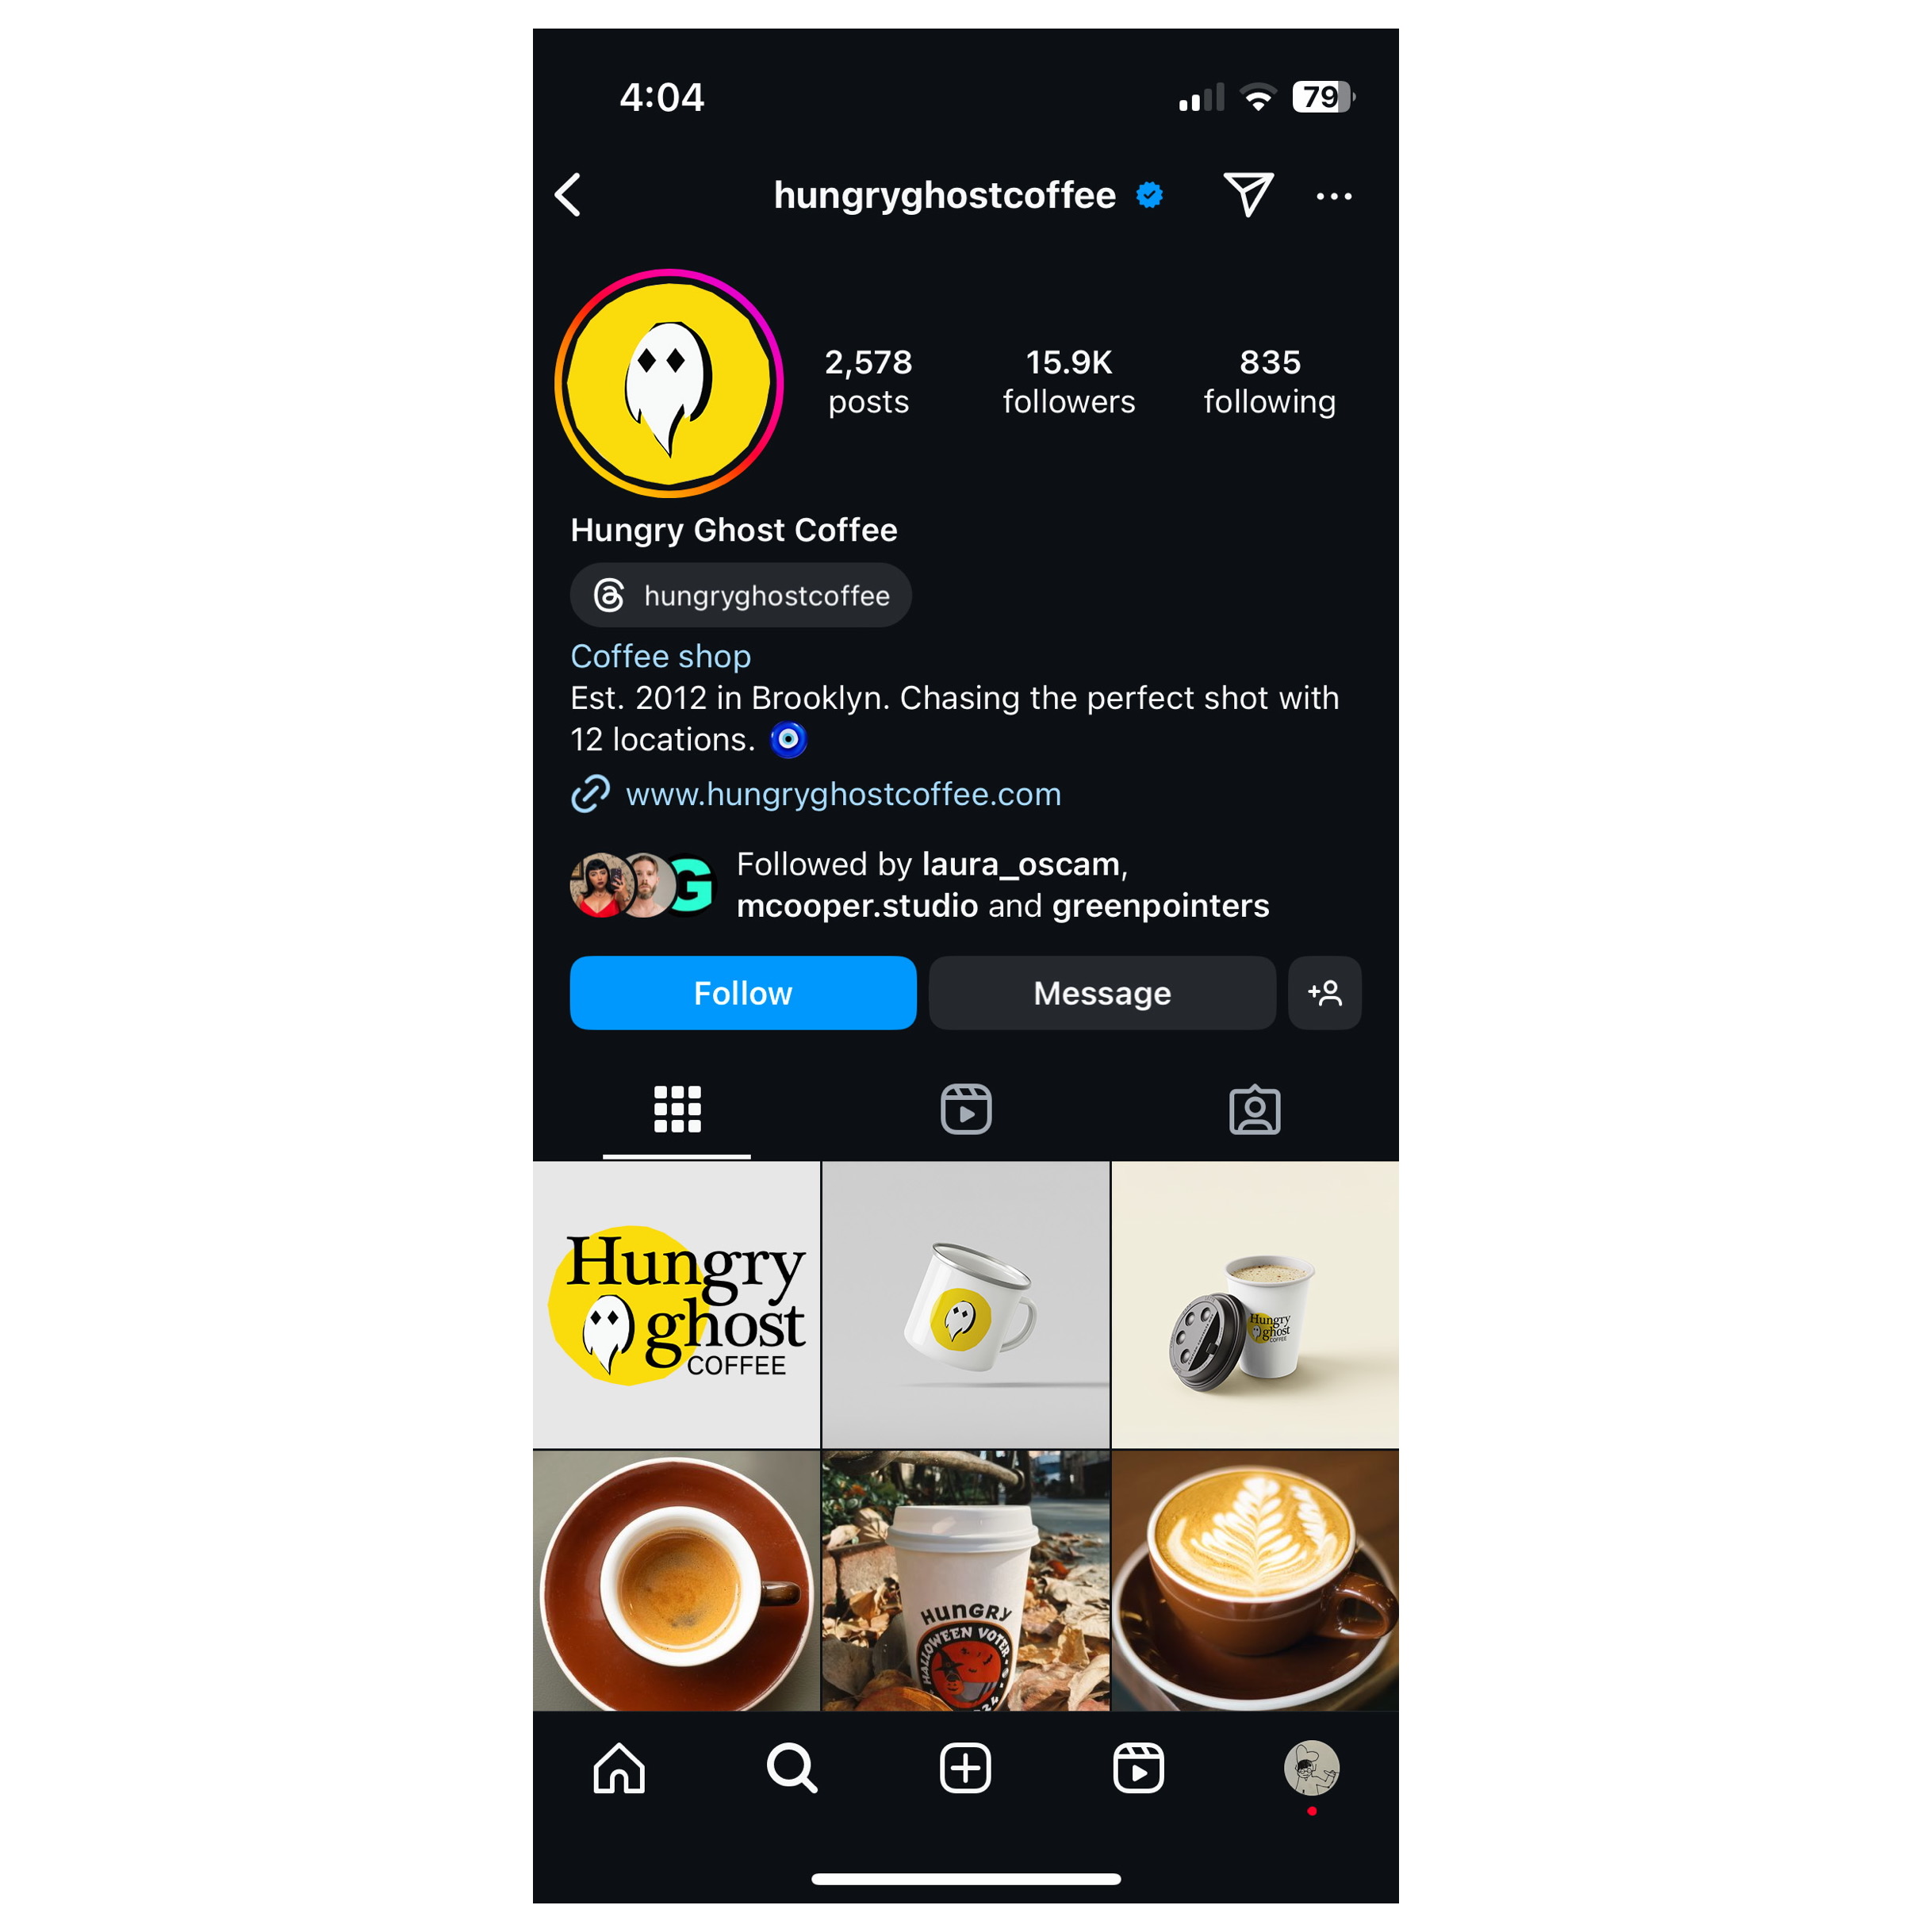 4:04
79
hungryghostcoffee
2,578
posts
15.9K
followers
835
following
Hungry Ghost Coffee
hungryghostcoffee
Coffee shop
Est. 2012 in Brooklyn. Chasing the perfect shot with
12 locations. 🧿
www.hungryghostcoffee.com
G
Followed by laura_oscam,
mcooper.studio and greenpointers
Follow
Message
Hungry
ghost
COFFEE
Hungry
ghost
COFFEE
HUNGRY
HALLOWEEN VOTER